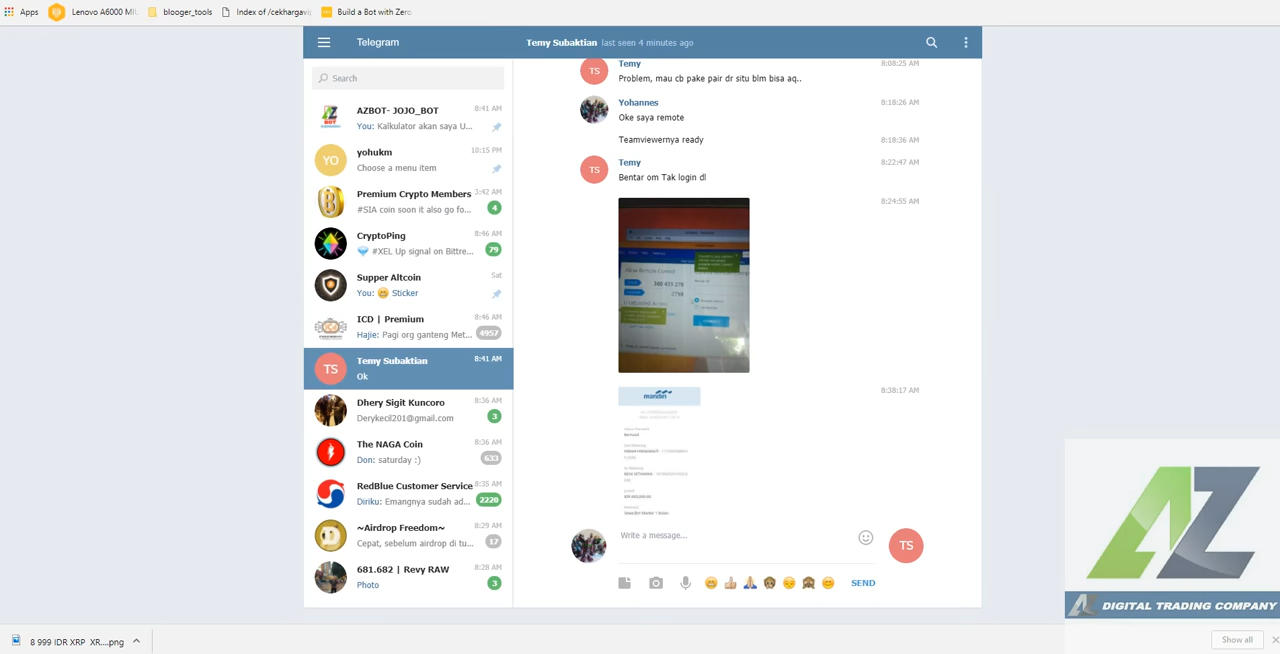 Apps
Lenovo A6000 MIU
blooger_tools
Index of /cekhargavip
Build a Bot with Zero
Telegram
Temy Subaktian last seen 4 minutes ago
Search
AZBOT- JOJO_BOT 8:41 AM
You: Kalkulator akan saya U...
YO
yohukm 10:15 PM
Choose a menu item
Premium Crypto Members 3:42 AM
#SIA coin soon it also go fo... 4
CryptoPing 8:46 AM
#XEL Up signal on Bittre... 79
Supper Altcoin Sat
You: Sticker
ICD | Premium 8:46 AM
Hajie: Pagi org ganteng Met... 4957
TS
Temy Subaktian 8:41 AM
Ok
Dhery Sigit Kuncoro 8:36 AM
Derykecil201@gmail.com 3
The NAGA Coin 8:36 AM
Don: saturday :) 633
RedBlue Customer Service 8:35 AM
Diriku: Emangnya sudah ad... 2220
~Airdrop Freedom~ 8:29 AM
Cepat, sebelum airdrop di tu... 17
681.682 | Revy RAW 8:28 AM
Photo 3
TS
Temy 8:08:25 AM
Problem, mau cb pake pair dr situ blm bisa aq..
Yohannes 8:18:26 AM
Oke saya remote
Teamviewernya ready 8:18:36 AM
TS
Temy 8:22:47 AM
Bentar om Tak login dl
8:24:55 AM
8:38:17 AM
mandiri
Write a message...
TS
SEND
AZ
DIGITAL TRADING COMPANY
8 999 IDR XRP XR....png
Show all